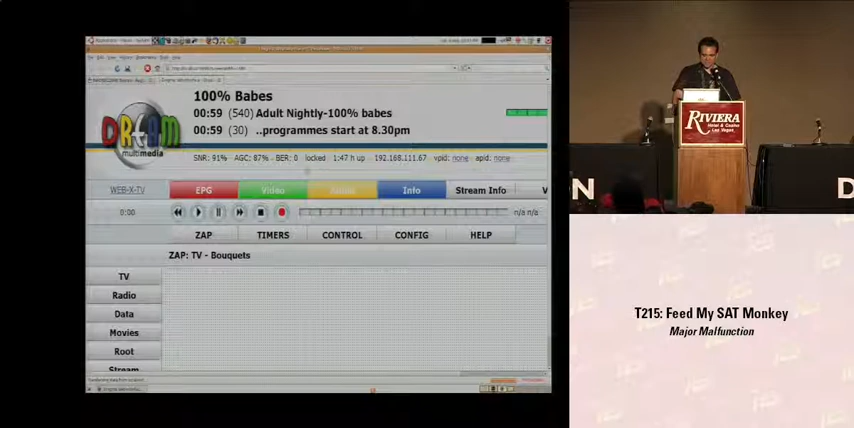 100% Babes
00:59 (540) Adult Nightly-100% babes
00:59 (30) ..programmes start at 8.30pm
DREAM
multimedia
SNR: 91% AGC: 87% BER: 0 locked 1:47 h up 192.168.111.67 vpid: none apid: none
WEB-X-TV EPG Video Audio Info Stream Info V
0:00 n/a n/a
ZAP TIMERS CONTROL CONFIG HELP
ZAP: TV - Bouquets
TV
Radio
Data
Movies
Root
Stream
RIVIERA
Hotel & Casino
Las Vegas
N D
T215: Feed My SAT Monkey
Major Malfunction